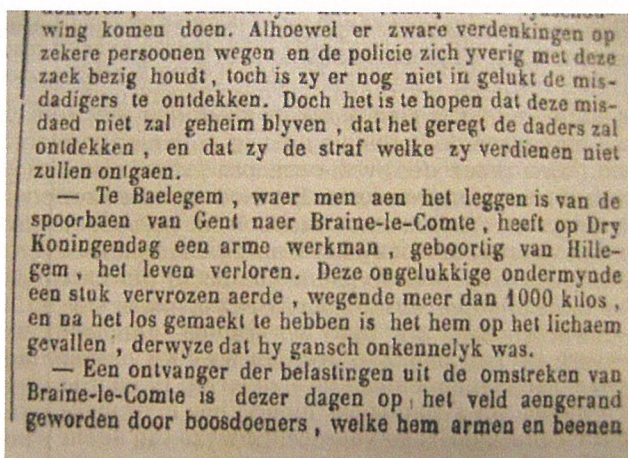 wing komen doen. Alhoewel er zware verdenkingen op
zekere persoonen wegen en de policie zich yverig met deze
zaek bezig houdt, toch is zy er nog niet in gelukt de mis-
dadigers te ontdekken. Doch het is te hopen dat deze mis-
daed niet zal geheim blyven, dat het geregt de daders zal
ontdekken, en dat zy de straf welke zy verdienen niet
zullen ontgaen.
— Te Baelegem, waer men aen het leggen is van de
spoorbaen van Gent naer Braine-le-Comte, heeft op Dry
Koningendag een arme werkman, geboortig van Hille-
gem, het leven verloren. Deze ongelukkige ondermynde
een stuk vervrozen aerde, wegende meer dan 1000 kilos,
en na het los gemaekt te hebben is het hem op het lichaem
gevallen, derwyze dat hy gansch onkennelyk was.
— Een ontvanger der belastingen uit de omstreken van
Braine-le-Comte is dezer dagen op het veld aengerand
geworden door boosdoeners, welke hem armen en beenen